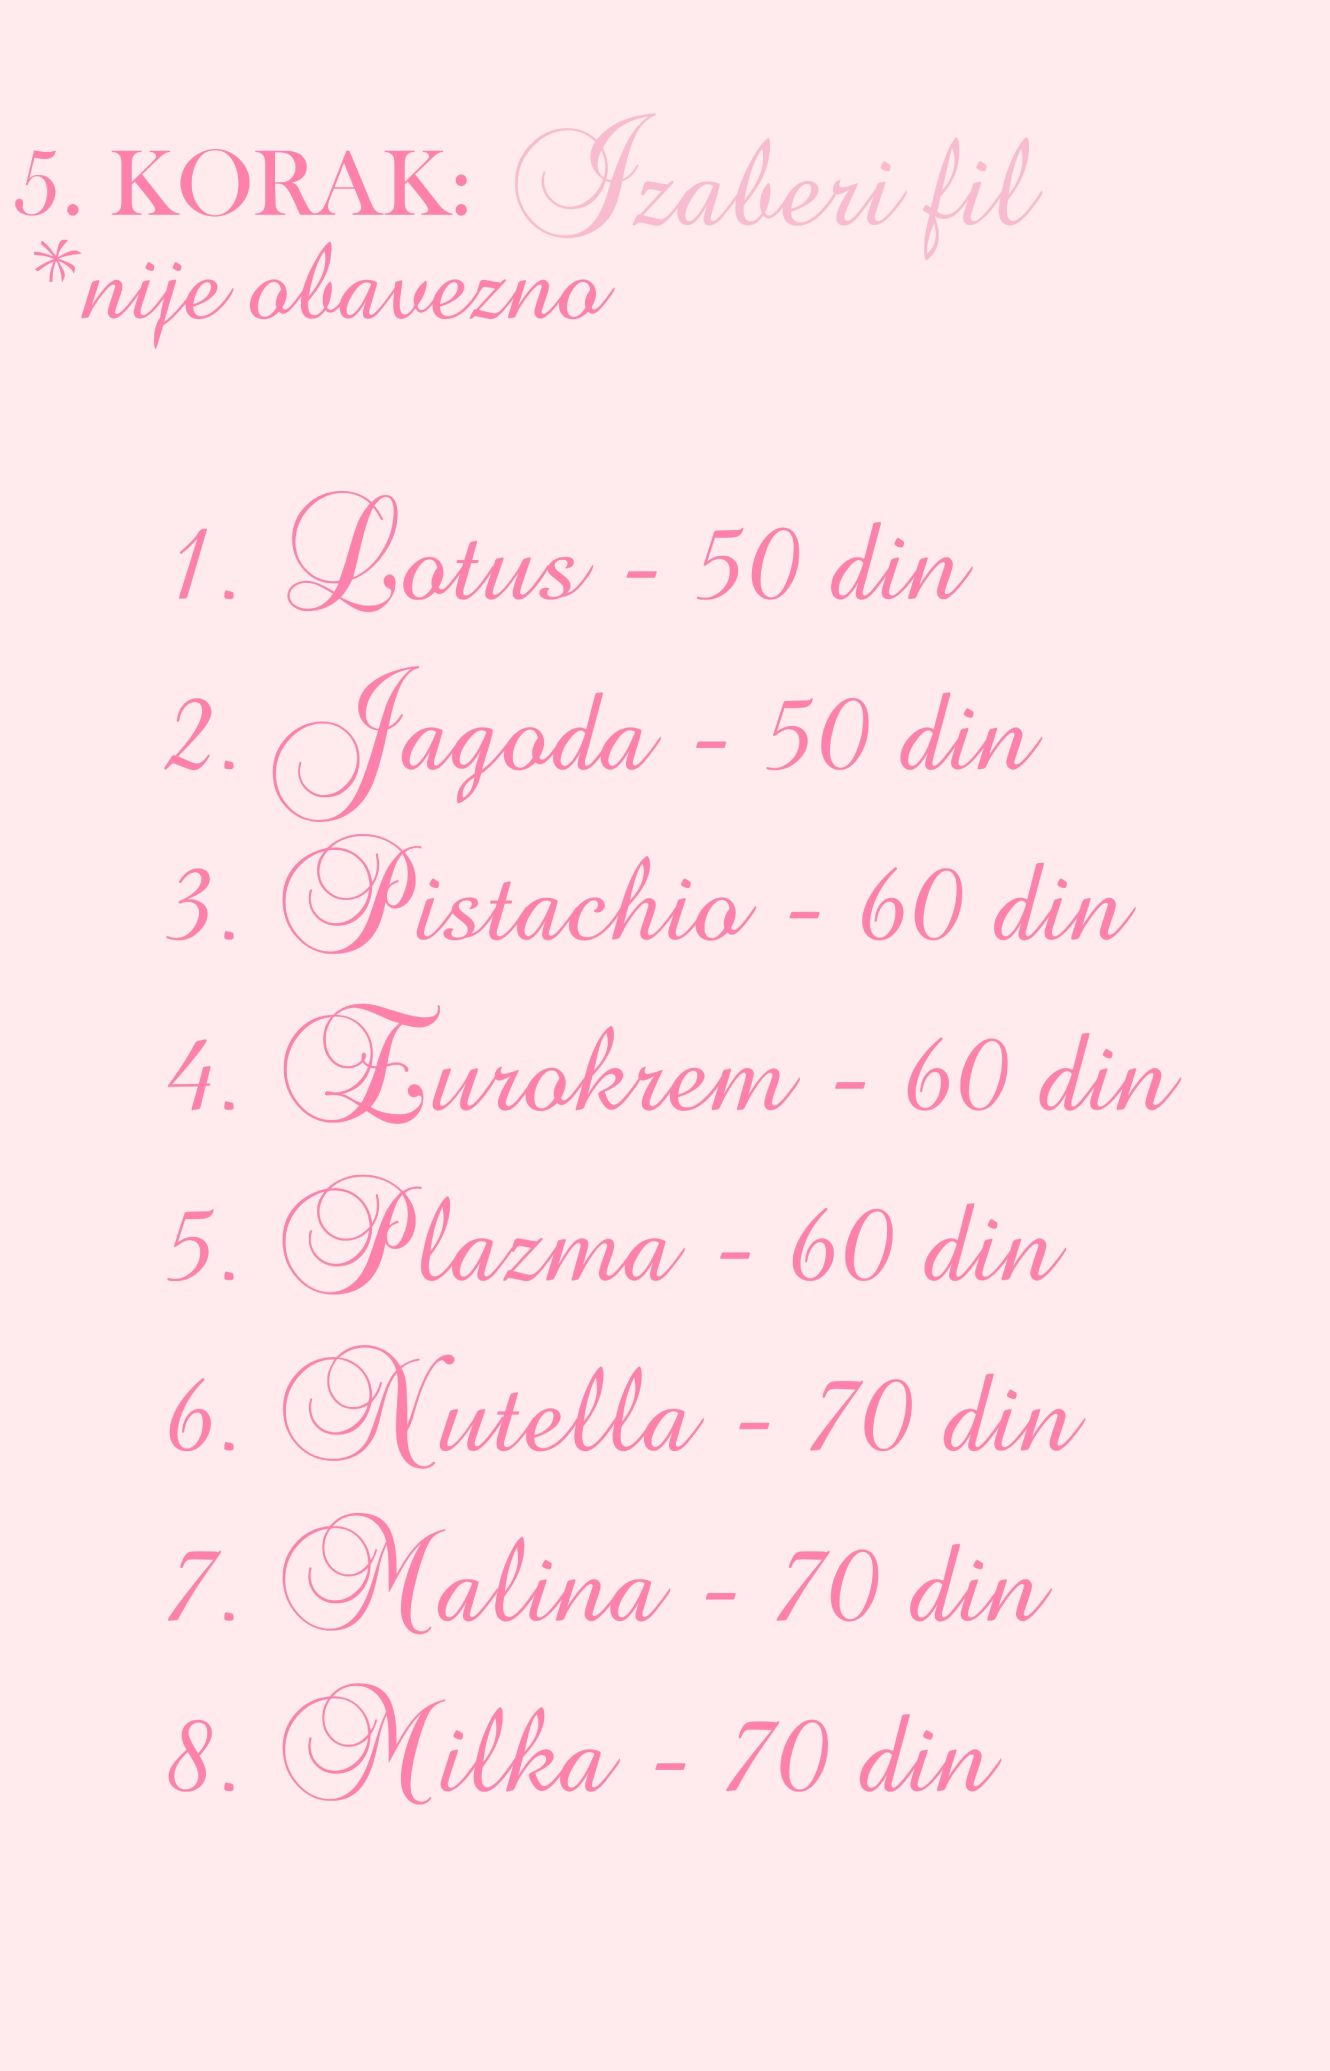 5. KORAK: Izaberi fil
*nije obavezno
1. Lotus - 50 din
2. Jagoda - 50 din
3. Pistachio - 60 din
4. Eurokrem - 60 din
5. Plazma - 60 din
6. Nutella - 70 din
7. Malina - 70 din
8. Milka - 70 din